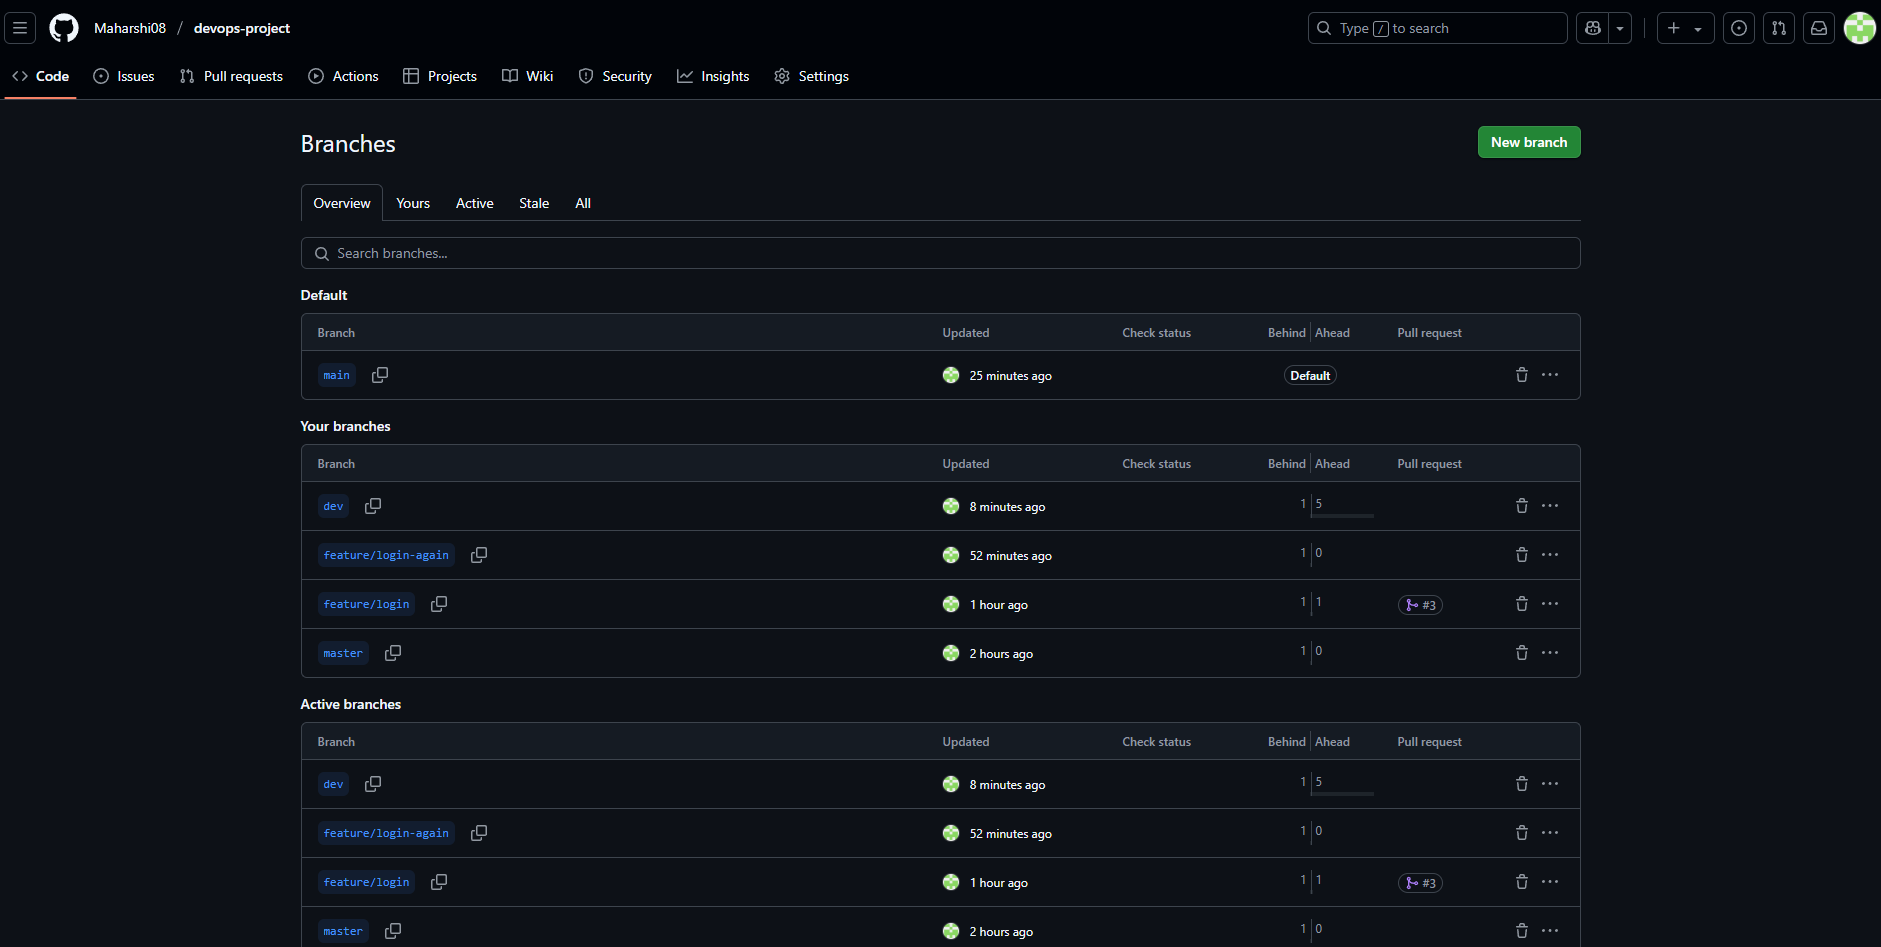 Maharshi08 / devops-project
Type / to search
Code Issues Pull requests Actions Projects Wiki Security Insights Settings
Branches
New branch
Overview Yours Active Stale All
Search branches...
Default
Branch Updated Check status Behind Ahead Pull request
main 25 minutes ago Default
Your branches
Branch Updated Check status Behind Ahead Pull request
dev 8 minutes ago 1 5
feature/login-again 52 minutes ago 1 0
feature/login 1 hour ago 1 1 #3
master 2 hours ago 1 0
Active branches
Branch Updated Check status Behind Ahead Pull request
dev 8 minutes ago 1 5
feature/login-again 52 minutes ago 1 0
feature/login 1 hour ago 1 1 #3
master 2 hours ago 1 0